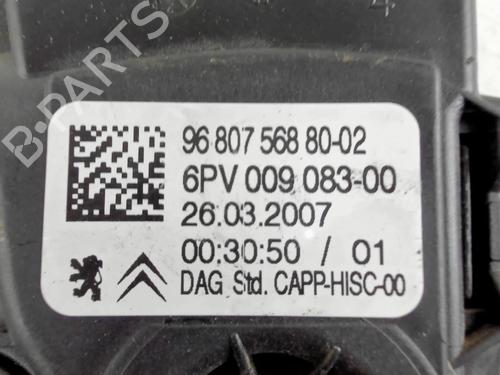 4
96 807 568 80-02
6PV 009 083-00
26.03.2007
00:30:50 / 01
DAG Std. CAPP-HISC-00
B-PARTS